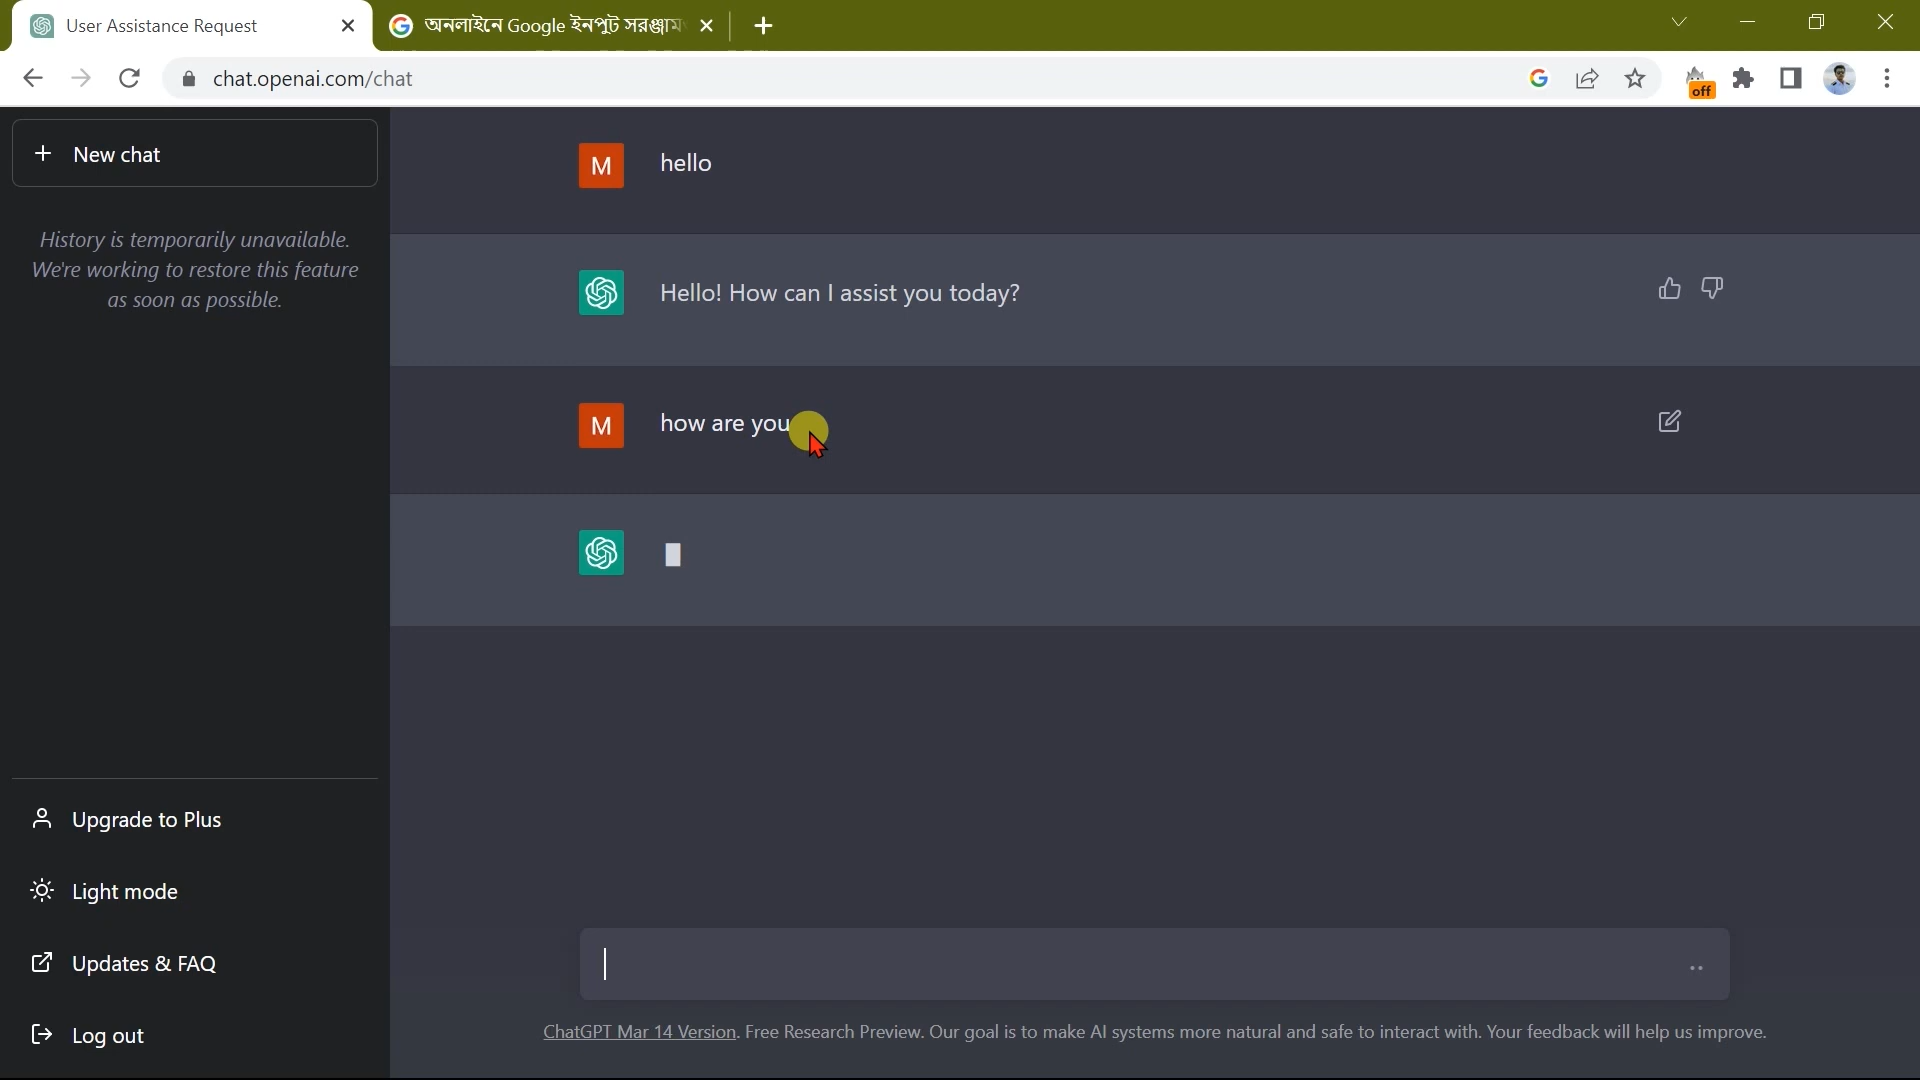 User Assistance Request
অনলাইনে Google ইনপুট সরঞ্জাম
chat.openai.com/chat
off
New chat
History is temporarily unavailable.
We're working to restore this feature
as soon as possible.
M hello
Hello! How can I assist you today?
M how are you
Upgrade to Plus
Light mode
Updates & FAQ
Log out
ChatGPT Mar 14 Version. Free Research Preview. Our goal is to make AI systems more natural and safe to interact with. Your feedback will help us improve.